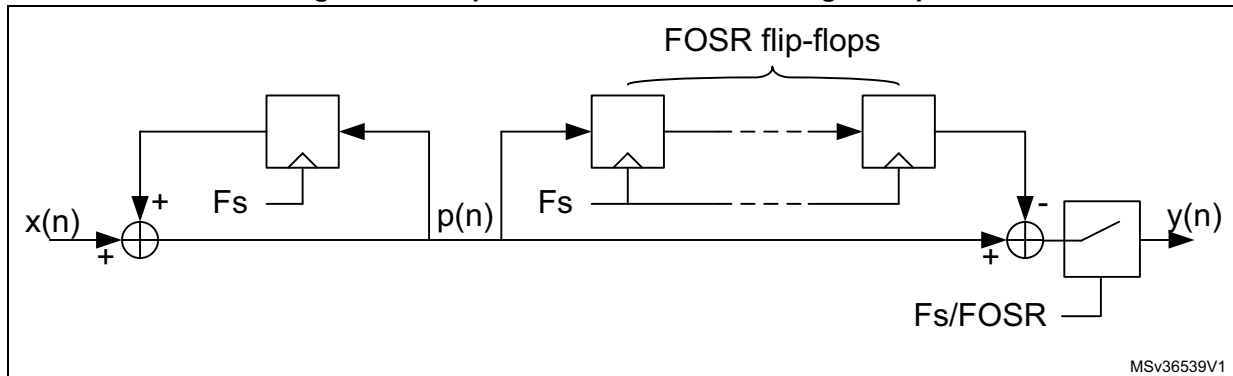 FOSR flip-flops
+
Fs
Fs
-
x(n)
p(n)
y(n)
+
+
Fs/FOSR
MSv36539V1